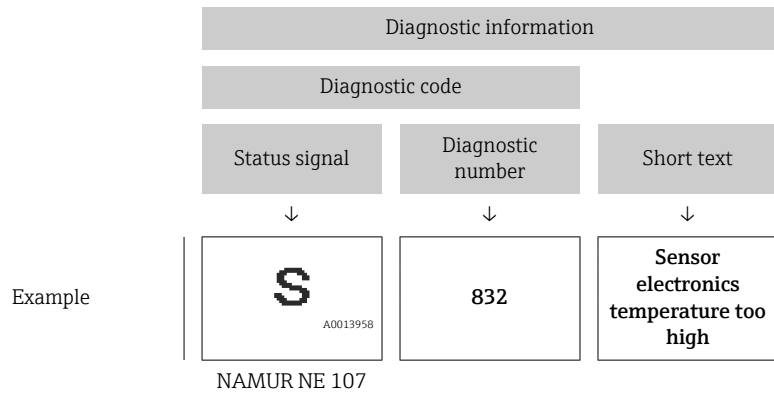 Diagnostic information
Diagnostic code
Status signal
Diagnostic
number
Short text
↓ ↓ ↓
Example
S
A0013958
832
Sensor
electronics
temperature too
high
NAMUR NE 107